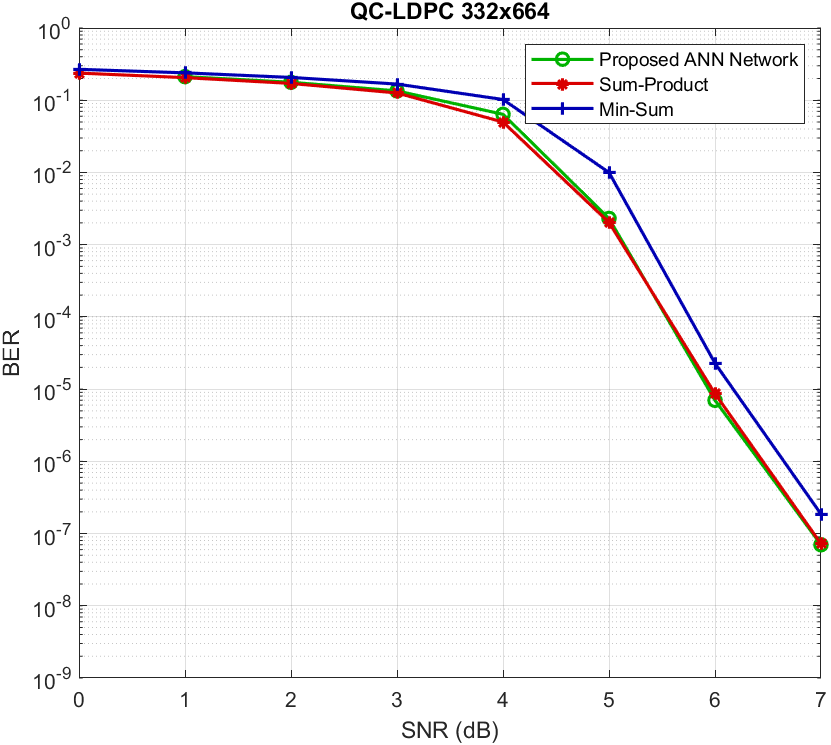 QC-LDPC 332x664
Proposed ANN Network
Sum-Product
Min-Sum
10^0
10^-1
10^-2
10^-3
10^-4
10^-5
10^-6
10^-7
10^-8
10^-9
BER
0 1 2 3 4 5 6 7
SNR (dB)